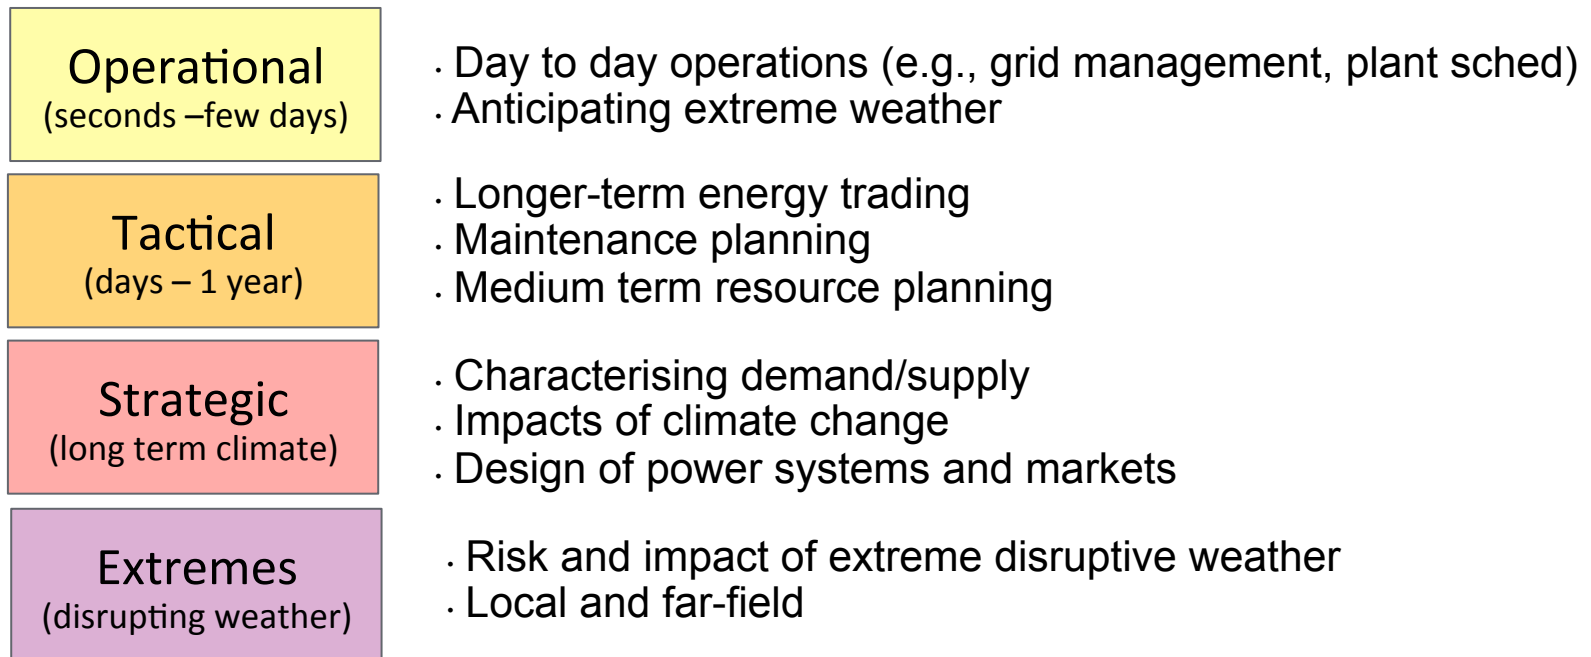 Operational
(seconds –few days)
· Day to day operations (e.g., grid management, plant sched)
· Anticipating extreme weather
Tactical
(days – 1 year)
· Longer-term energy trading
· Maintenance planning
· Medium term resource planning
Strategic
(long term climate)
· Characterising demand/supply
· Impacts of climate change
· Design of power systems and markets
Extremes
(disrupting weather)
· Risk and impact of extreme disruptive weather
· Local and far-field